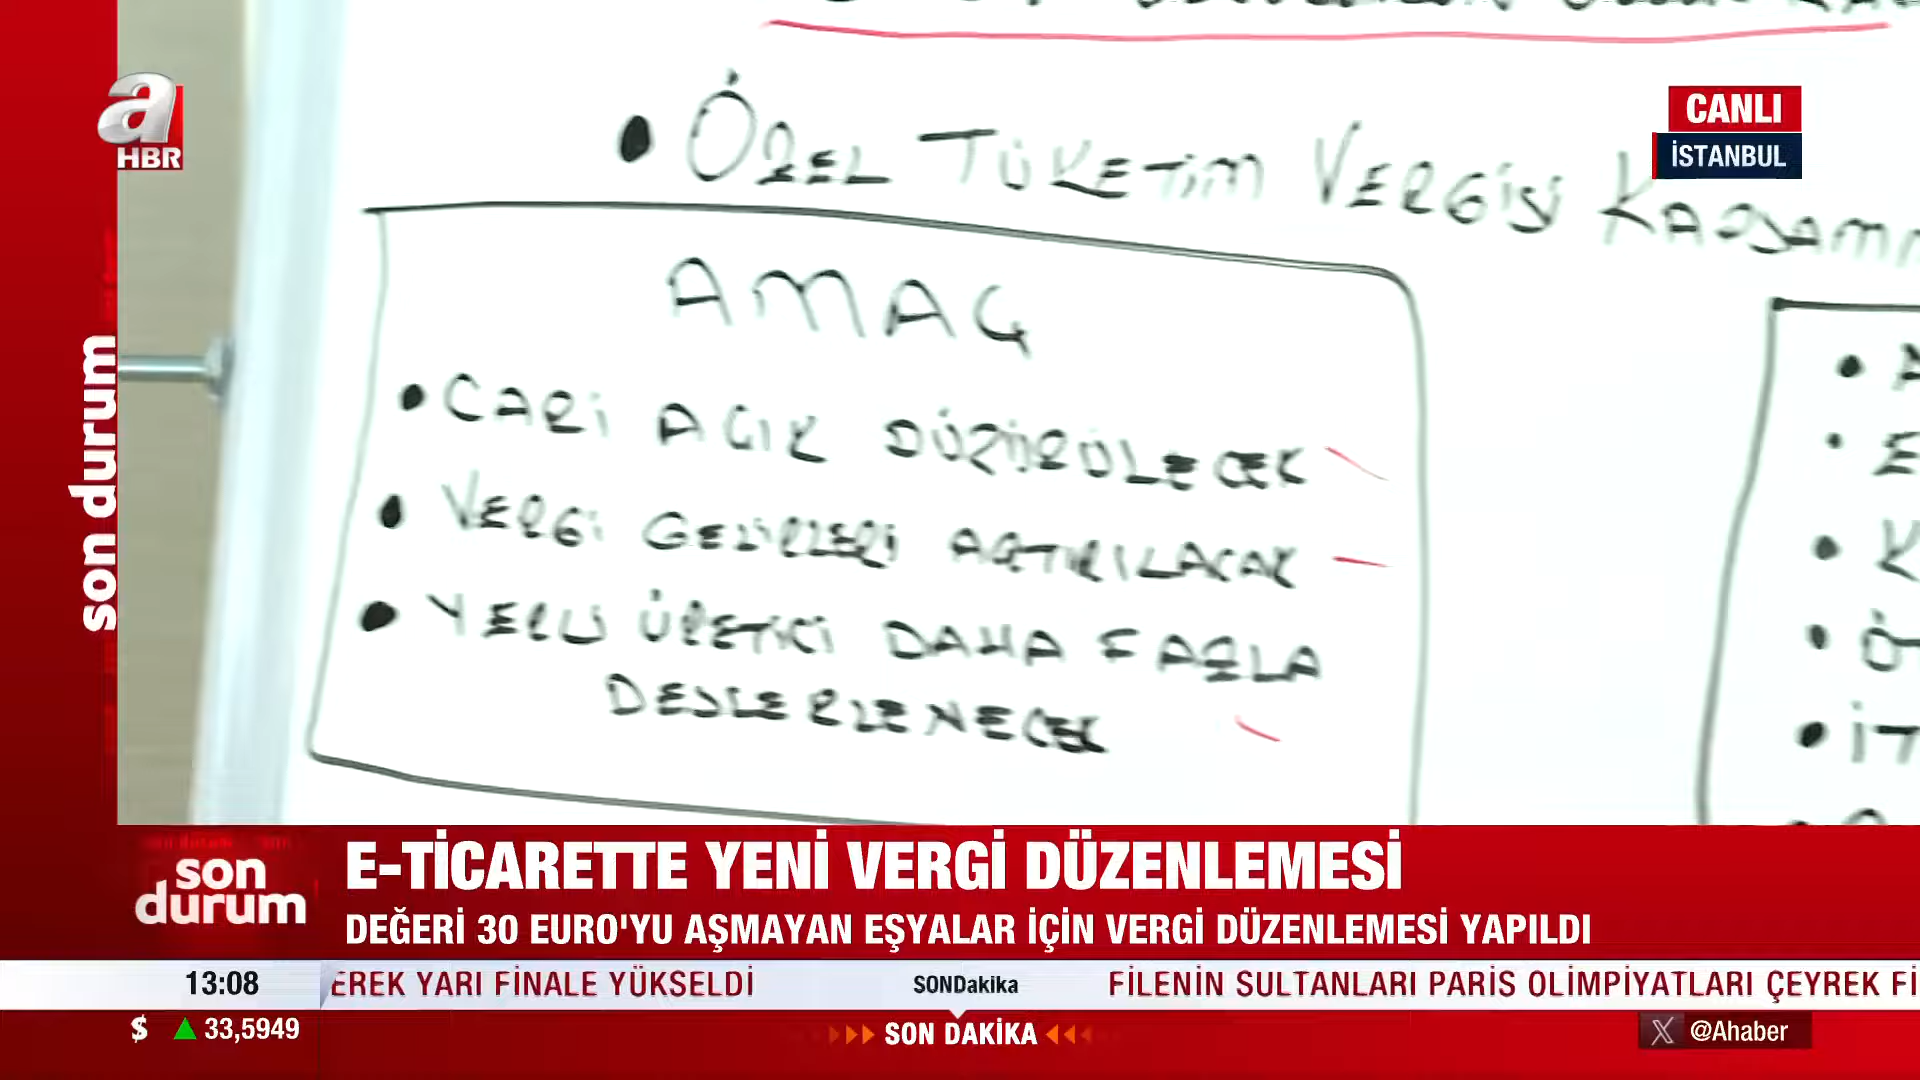 a
HBR
CANLI
İSTANBUL
• ÖZEL TÜKETİM VERGİSİ
AMAÇ
• CARİ AÇIK DÜZÜRÜLECEK
• VERGİ GELİRLERİ ARTIRILACAK
• YERLİ ÜRETİCİ DAHA FAZLA
DESTERLENECEK
son durum
son
durum
E-TİCARETTE YENİ VERGİ DÜZENLEMESİ
DEĞERİ 30 EURO'YU AŞMAYAN EŞYALAR İÇİN VERGİ DÜZENLEMESİ YAPILDI
13:08
EREK YARI FİNALE YÜKSELDİ SONDakika FİLENİN SULTANLARI PARİS OLİMPİYATLARI ÇEYREK Fİ
$ ▲ 33,5949
SON DAKİKA
X @Ahaber